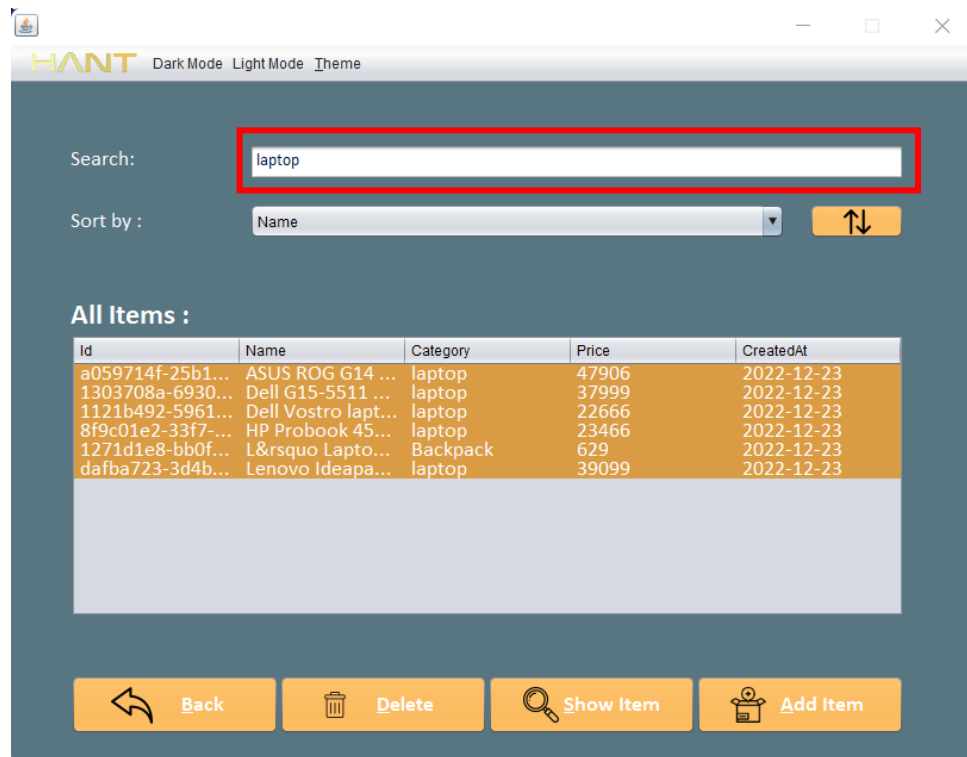 HANT Dark Mode Light Mode Theme
Search: laptop
Sort by : Name
All Items :
Id Name Category Price CreatedAt
a059714f-25b1... ASUS ROG G14 ... laptop 47906 2022-12-23
1303708a-6930... Dell G15-5511 ... laptop 37999 2022-12-23
1121b492-5961... Dell Vostro lapt... laptop 22666 2022-12-23
8f9c01e2-33f7-... HP Probook 45... laptop 23466 2022-12-23
1271d1e8-bb0f... L&rsquo Lapto... Backpack 629 2022-12-23
dafba723-3d4b... Lenovo Ideapa... laptop 39099 2022-12-23
Back Delete Show Item Add Item